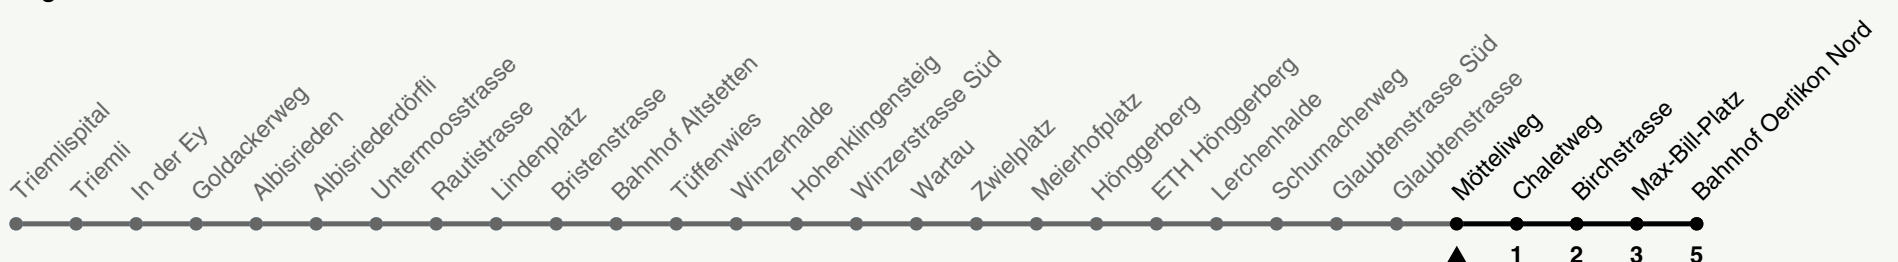 Triemlispital
Triemli
In der Ey
Goldackerweg
Albisrieden
Albisriederdörfli
Untermoosstrasse
Rautistrasse
Lindenplatz
Bristenstrasse
Bahnhof Altstetten
Tüffenwies
Winzerhalde
Hohenklingensteig
Winzerstrasse Süd
Wartau
Zwielplatz
Meierhofplatz
Hönggerberg
ETH Hönggerberg
Lerchenhalde
Schumacherweg
Glaubtenstrasse Süd
Glaubtenstrasse
Mötteliweg
Chaletweg
Birchstrasse
Max-Bill-Platz
Bahnhof Oerlikon Nord
1 2 3 5